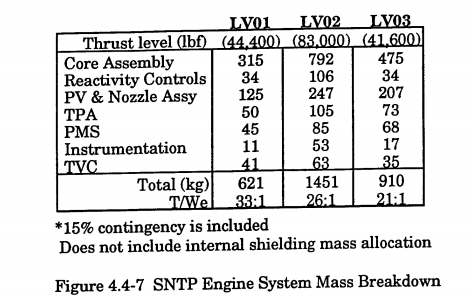 LV01 LV02 LV03
Thrust level (lbf) (44,400) (83,000) (41,600)
Core Assembly 315 792 475
Reactivity Controls 34 106 34
PV & Nozzle Assy 125 247 207
TPA 50 105 73
PMS 45 85 68
Instrumentation 11 53 17
TVC 41 63 35
Total (kg) 621 1451 910
T/We 33:1 26:1 21:1
*15% contingency is included
Does not include internal shielding mass allocation
Figure 4.4-7 SNTP Engine System Mass Breakdown